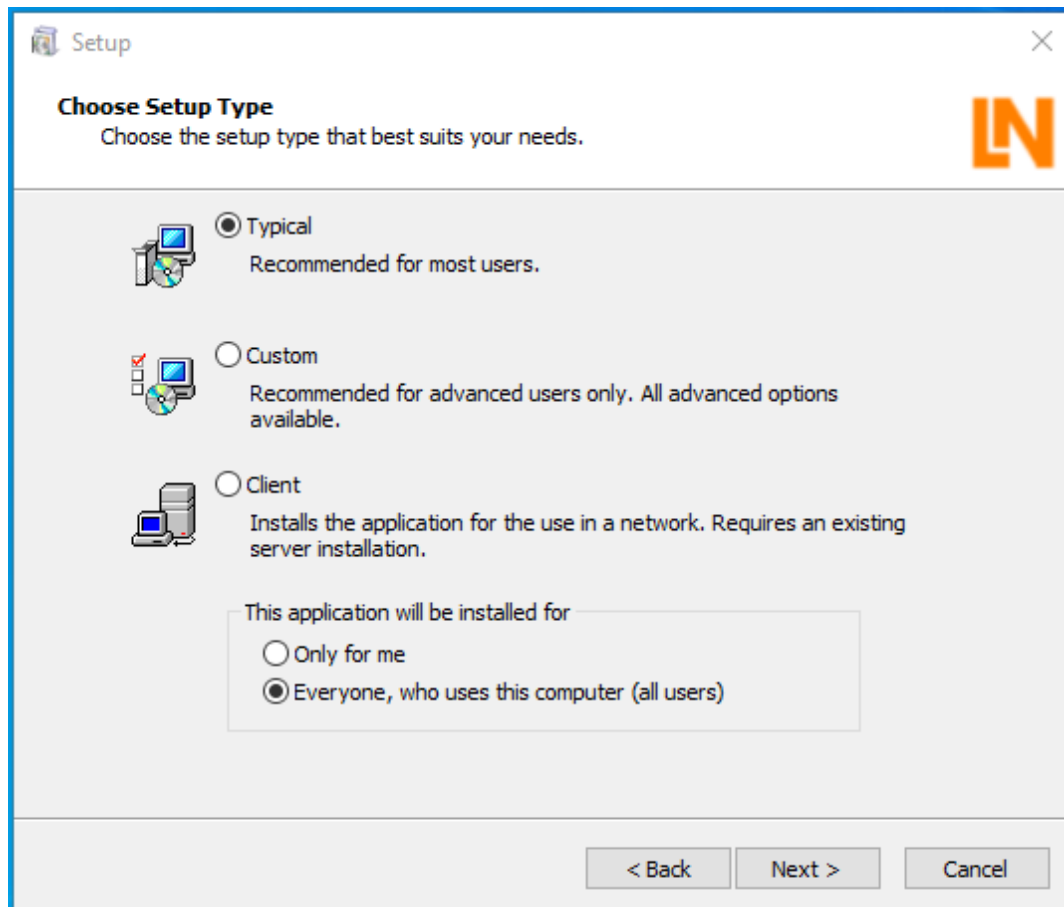 Setup
Choose Setup Type
Choose the setup type that best suits your needs.
LN
Typical
Recommended for most users.
Custom
Recommended for advanced users only. All advanced options
available.
Client
Installs the application for the use in a network. Requires an existing
server installation.
This application will be installed for
Only for me
Everyone, who uses this computer (all users)
< Back
Next >
Cancel